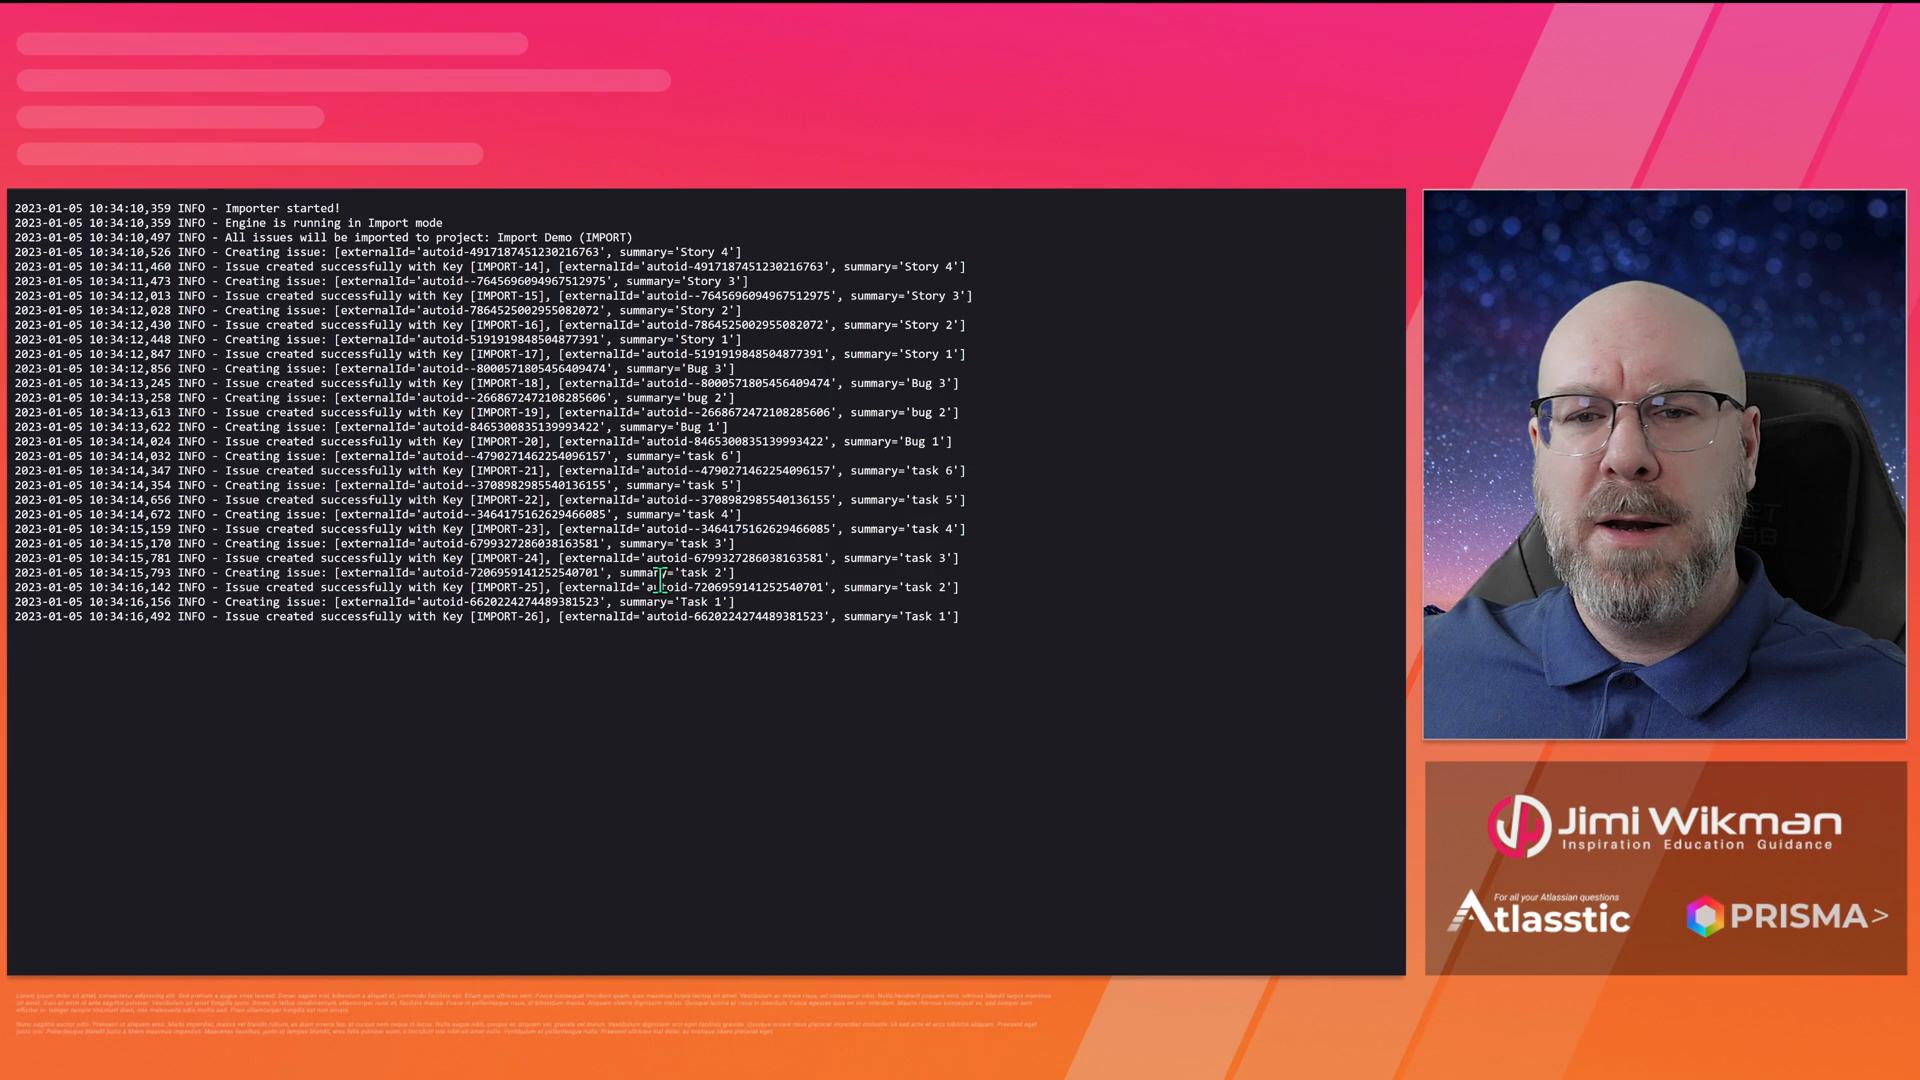 2023-01-05 10:34:10,359 INFO - Importer started!
2023-01-05 10:34:10,359 INFO - Engine is running in Import mode
2023-01-05 10:34:10,497 INFO - All issues will be imported to project: Import Demo (IMPORT)
2023-01-05 10:34:10,526 INFO - Creating issue: [externalId='autoid-4917187451230216763', summary='Story 4']
2023-01-05 10:34:11,460 INFO - Issue created successfully with Key [IMPORT-14], [externalId='autoid-4917187451230216763', summary='Story 4']
2023-01-05 10:34:11,473 INFO - Creating issue: [externalId='autoid--7645696094967512975', summary='Story 3']
2023-01-05 10:34:12,013 INFO - Issue created successfully with Key [IMPORT-15], [externalId='autoid--7645696094967512975', summary='Story 3']
2023-01-05 10:34:12,028 INFO - Creating issue: [externalId='autoid-7864525002955082072', summary='Story 2']
2023-01-05 10:34:12,430 INFO - Issue created successfully with Key [IMPORT-16], [externalId='autoid-7864525002955082072', summary='Story 2']
2023-01-05 10:34:12,448 INFO - Creating issue: [externalId='autoid-5191919848504877391', summary='Story 1']
2023-01-05 10:34:12,847 INFO - Issue created successfully with Key [IMPORT-17], [externalId='autoid-5191919848504877391', summary='Story 1']
2023-01-05 10:34:12,856 INFO - Creating issue: [externalId='autoid--8000571805456409474', summary='Bug 3']
2023-01-05 10:34:13,245 INFO - Issue created successfully with Key [IMPORT-18], [externalId='autoid--8000571805456409474', summary='Bug 3']
2023-01-05 10:34:13,258 INFO - Creating issue: [externalId='autoid--2668672472108285606', summary='bug 2']
2023-01-05 10:34:13,613 INFO - Issue created successfully with Key [IMPORT-19], [externalId='autoid--2668672472108285606', summary='bug 2']
2023-01-05 10:34:13,622 INFO - Creating issue: [externalId='autoid-8465300835139993422', summary='Bug 1']
2023-01-05 10:34:14,024 INFO - Issue created successfully with Key [IMPORT-20], [externalId='autoid-8465300835139993422', summary='Bug 1']
2023-01-05 10:34:14,032 INFO - Creating issue: [externalId='autoid--4790271462254096157', summary='task 6']
2023-01-05 10:34:14,347 INFO - Issue created successfully with Key [IMPORT-21], [externalId='autoid--4790271462254096157', summary='task 6']
2023-01-05 10:34:14,354 INFO - Creating issue: [externalId='autoid--3708982985540136155', summary='task 5']
2023-01-05 10:34:14,656 INFO - Issue created successfully with Key [IMPORT-22], [externalId='autoid--3708982985540136155', summary='task 5']
2023-01-05 10:34:14,672 INFO - Creating issue: [externalId='autoid--3464175162629466085', summary='task 4']
2023-01-05 10:34:15,159 INFO - Issue created successfully with Key [IMPORT-23], [externalId='autoid--3464175162629466085', summary='task 4']
2023-01-05 10:34:15,170 INFO - Creating issue: [externalId='autoid-6799327286038163581', summary='task 3']
2023-01-05 10:34:15,781 INFO - Issue created successfully with Key [IMPORT-24], [externalId='autoid-6799327286038163581', summary='task 3']
2023-01-05 10:34:15,793 INFO - Creating issue: [externalId='autoid-7206959141252540701', summary='task 2']
2023-01-05 10:34:16,142 INFO - Issue created successfully with Key [IMPORT-25], [externalId='autoid-7206959141252540701', summary='task 2']
2023-01-05 10:34:16,156 INFO - Creating issue: [externalId='autoid-6620224274489381523', summary='Task 1']
2023-01-05 10:34:16,492 INFO - Issue created successfully with Key [IMPORT-26], [externalId='autoid-6620224274489381523', summary='Task 1']
Jimi Wikman
Inspiration Education Guidance
For all your Atlassian questions
Atlasstic
PRISMA>